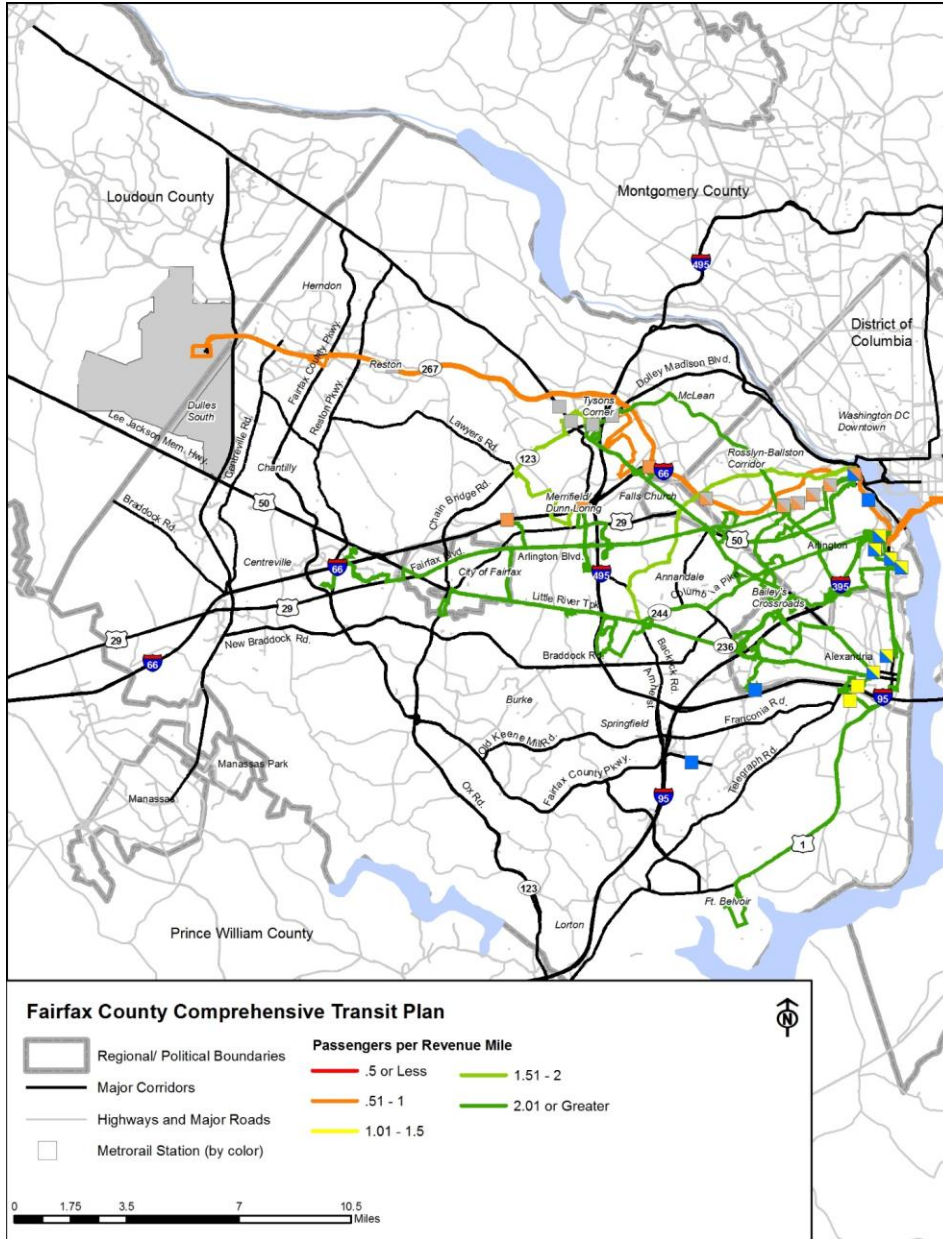 Loudoun County
Montgomery County
495
Herndon
District of
Columbia
Fairfax County Pkwy.
Reston Pkwy.
Reston
267
Dolley Madison Blvd.
McLean
Tysons
Corner
Washington DC
Downtown
Dulles
South
Lee Jackson Mem. Hwy.
Centreville Rd.
Lawyers Rd.
123
Rosslyn-Ballston
Corridor
Chantilly
66
50
Chain Bridge Rd.
Merrifield/
Dunn-Loring
Falls Church
Braddock Rd.
29
50
Arlington
Centreville
66
Fairfax Blvd.
Arlington Blvd.
City of Fairfax
495
Annandale
Columbia Pike
395
Bailey's
Crossroads
29
Little River Tpk.
244
29
New Braddock Rd.
236
Alexandria
66
Braddock Rd.
Backlick Rd.
Amherst
95
Burke
Springfield
Franconia Rd.
Old Keene Mill Rd.
Fairfax County Pkwy.
Telegraph Rd.
Manassas Park
Manassas
Ox Rd.
95
1
123
Ft. Belvoir
Lorton
Prince William County
Fairfax County Comprehensive Transit Plan
N
Regional/ Political Boundaries
Major Corridors
Highways and Major Roads
Metrorail Station (by color)
Passengers per Revenue Mile
.5 or Less
.51 - 1
1.01 - 1.5
1.51 - 2
2.01 or Greater
0 1.75 3.5 7 10.5
Miles